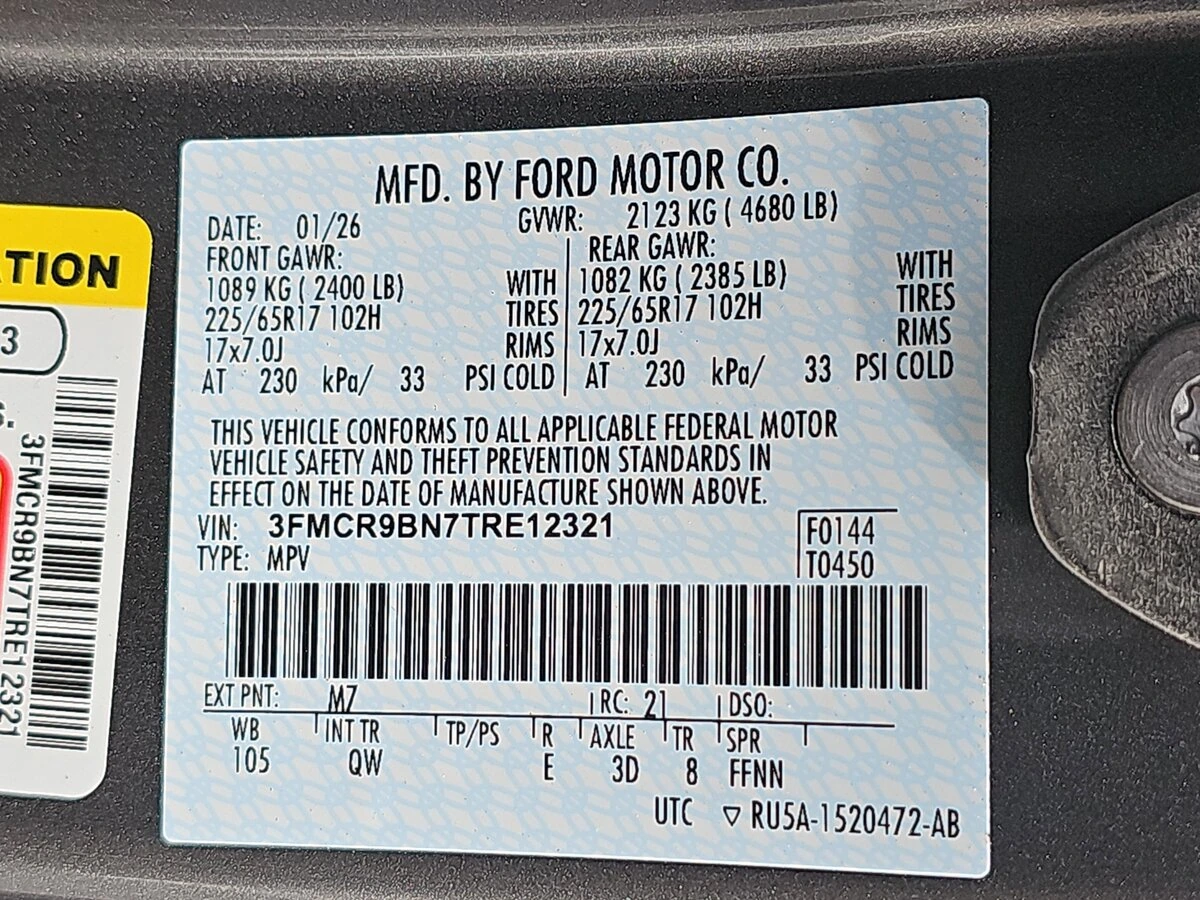 MFD. BY FORD MOTOR CO.
DATE: 01/26 GVWR: 2123 KG ( 4680 LB)
FRONT GAWR: REAR GAWR:
1089 KG ( 2400 LB) WITH 1082 KG ( 2385 LB) WITH
225/65R17 102H TIRES 225/65R17 102H TIRES
17x7.0J RIMS 17x7.0J RIMS
AT 230 kPa/ 33 PSI COLD AT 230 kPa/ 33 PSI COLD
THIS VEHICLE CONFORMS TO ALL APPLICABLE FEDERAL MOTOR
VEHICLE SAFETY AND THEFT PREVENTION STANDARDS IN
EFFECT ON THE DATE OF MANUFACTURE SHOWN ABOVE.
VIN: 3FMCR9BN7TRE12321 F0144
TYPE: MPV T0450
EXT PNT: M7 RC: 21 DSO:
WB INT TR TP/PS R AXLE TR SPR
105 QW E 3D 8 FFNN
UTC ▽ RU5A-1520472-AB
TION
3
3FMCR9BN7TRE12321